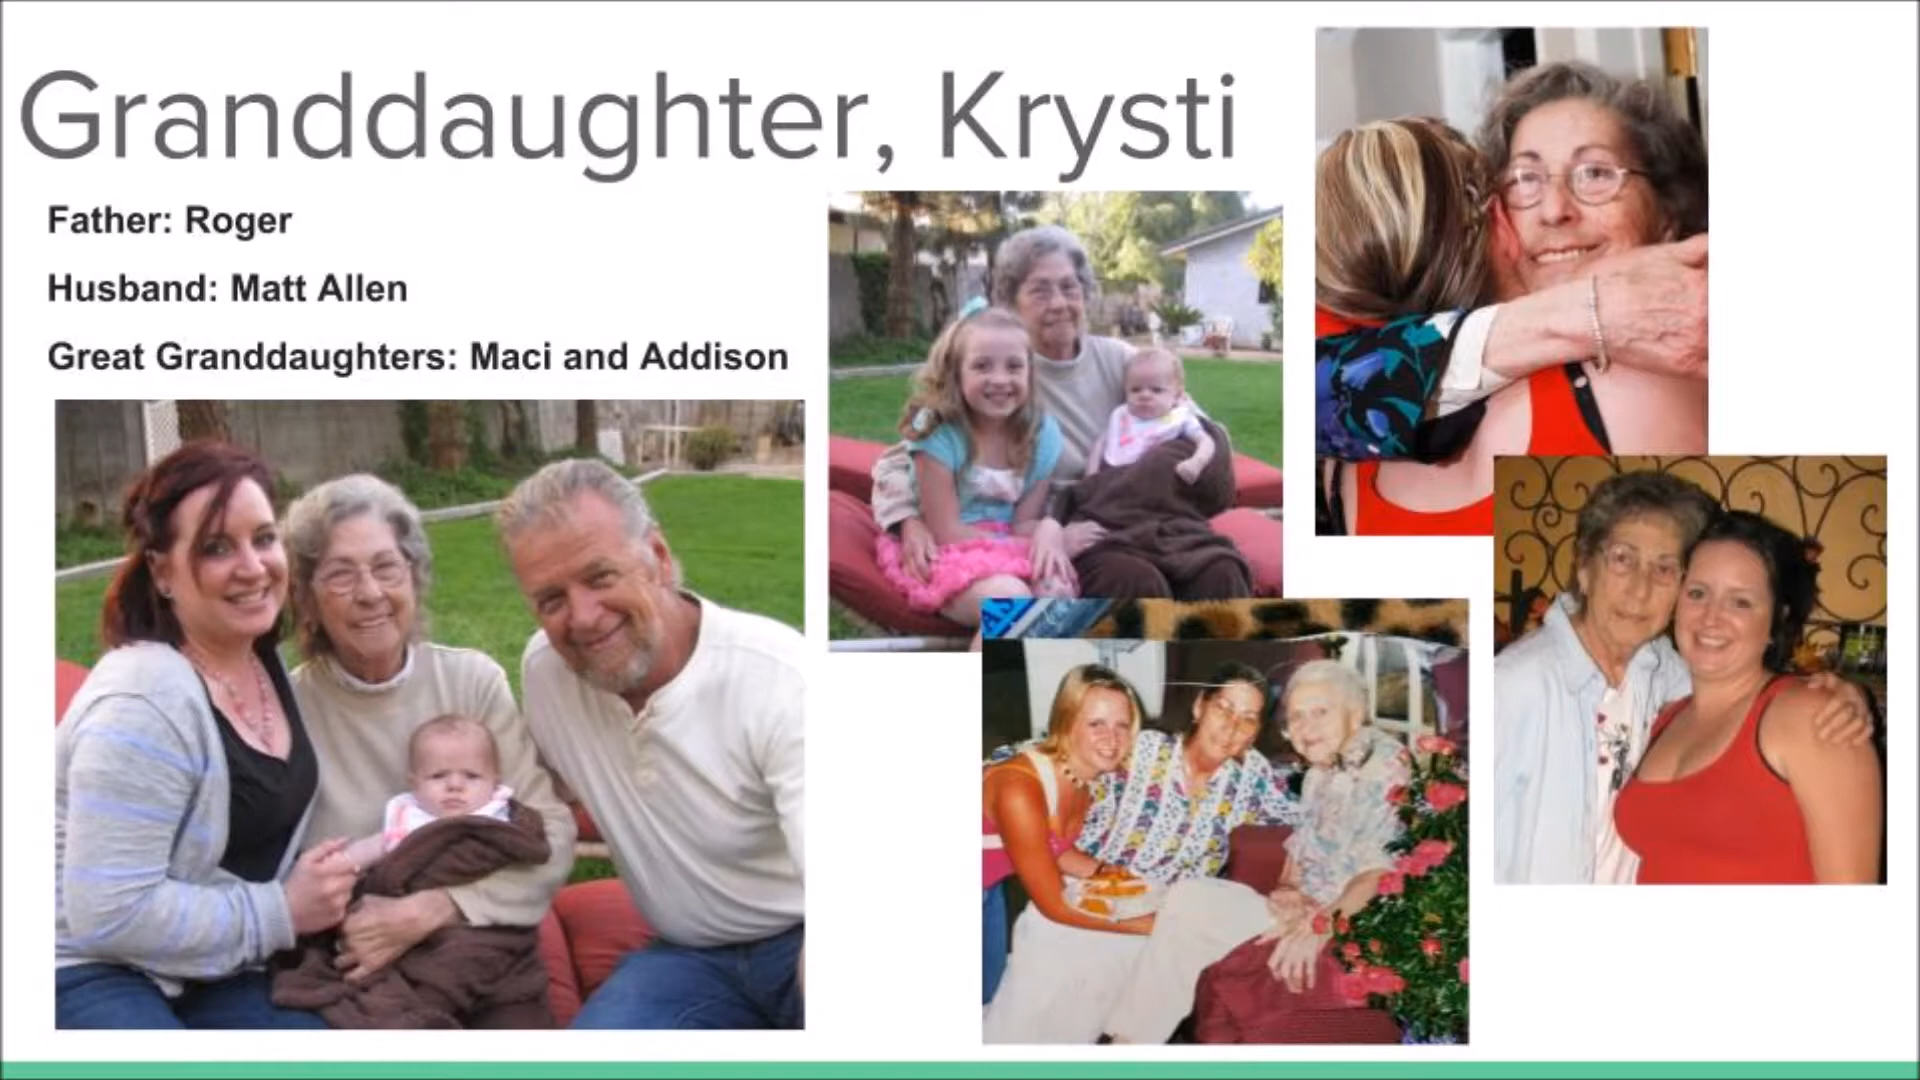 Granddaughter, Krysti
Father: Roger
Husband: Matt Allen
Great Granddaughters: Maci and Addison